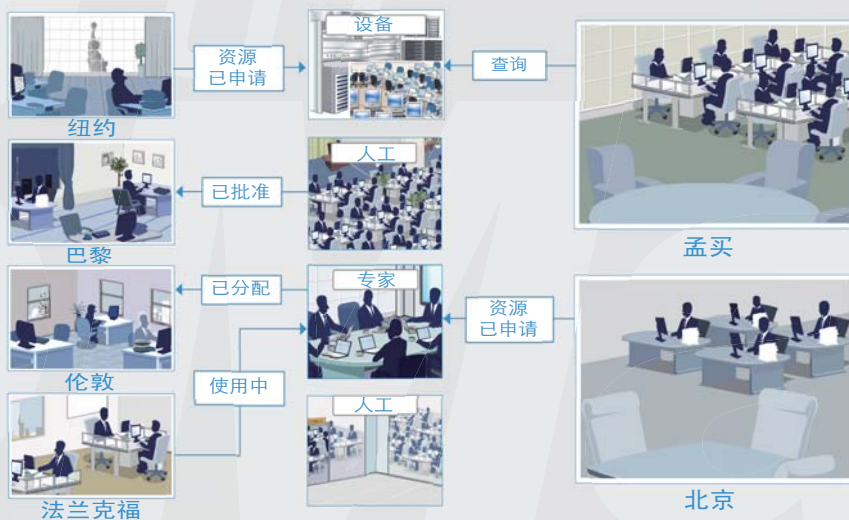 设备
资源
已申请
查询
纽约
人工
已批准
巴黎
孟买
专家
已分配
资源
已申请
伦敦
使用中
人工
法兰克福
北京